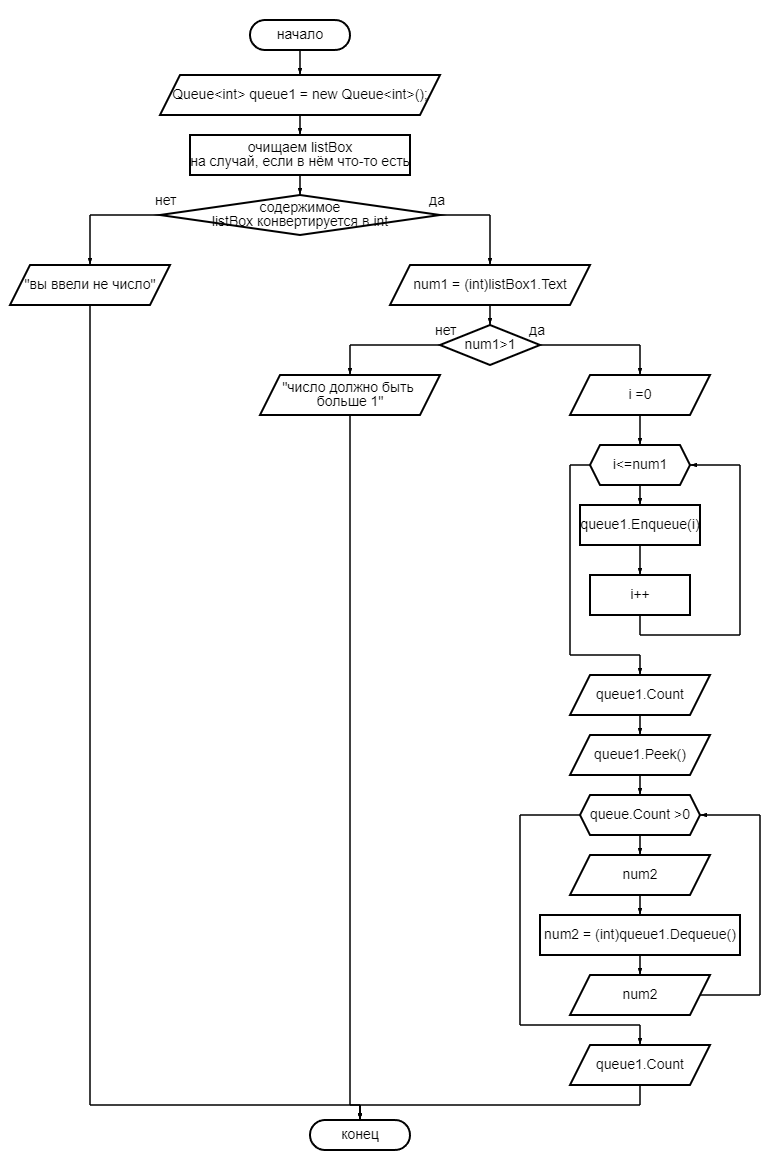 начало
Queue<int> queue1 = new Queue<int>();
очищаем listBox
на случай, если в нём что-то есть
нет
да
содержимое
listBox конвертируется в int
"вы ввели не число"
num1 = (int)listBox1.Text
нет
да
num1>1
"число должно быть
больше 1"
i =0
i<=num1
queue1.Enqueue(i)
i++
queue1.Count
queue1.Peek()
queue.Count >0
num2
num2 = (int)queue1.Dequeue()
num2
queue1.Count
конец